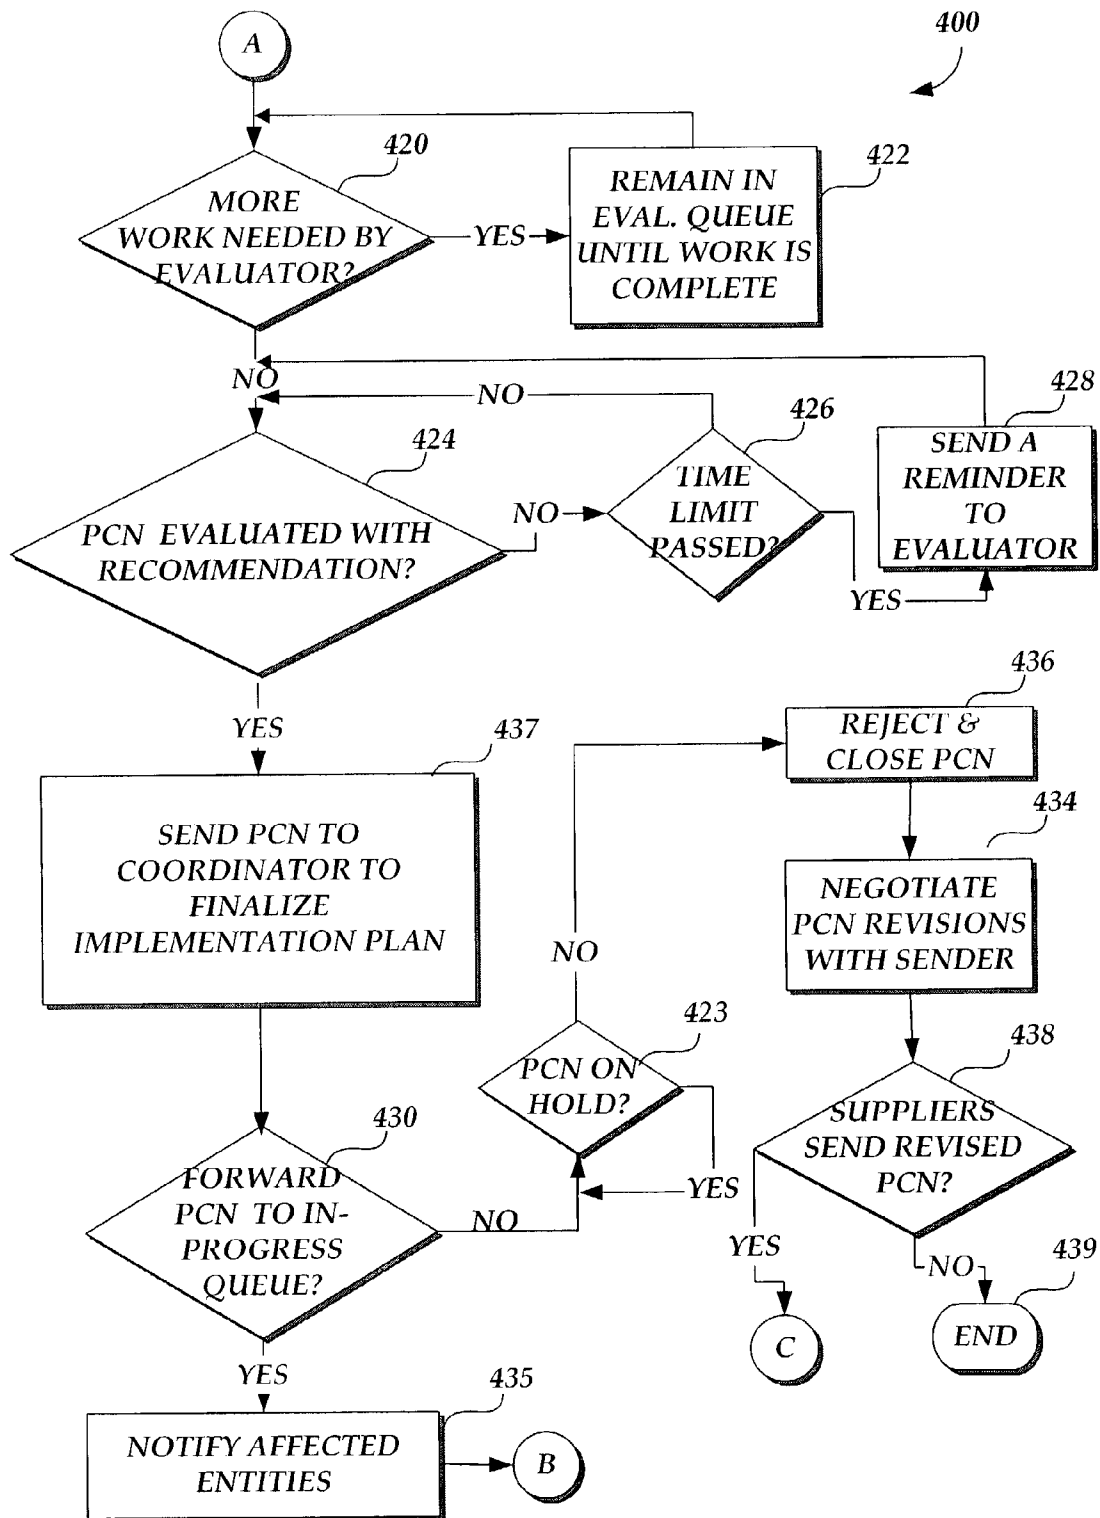 A
400
420
MORE
WORK NEEDED BY
EVALUATOR?
YES
422
REMAIN IN
EVAL. QUEUE
UNTIL WORK IS
COMPLETE
NO
NO
424
PCN EVALUATED WITH
RECOMMENDATION?
NO
426
TIME
LIMIT
PASSED?
YES
428
SEND A
REMINDER
TO
EVALUATOR
YES
437
SEND PCN TO
COORDINATOR TO
FINALIZE
IMPLEMENTATION PLAN
436
REJECT &
CLOSE PCN
434
NEGOTIATE
PCN REVISIONS
WITH SENDER
NO
423
PCN ON
HOLD?
YES
438
SUPPLIERS
SEND REVISED
PCN?
430
FORWARD
PCN TO IN-
PROGRESS
QUEUE?
NO
YES
NO
439
END
C
YES
435
NOTIFY AFFECTED
ENTITIES
B